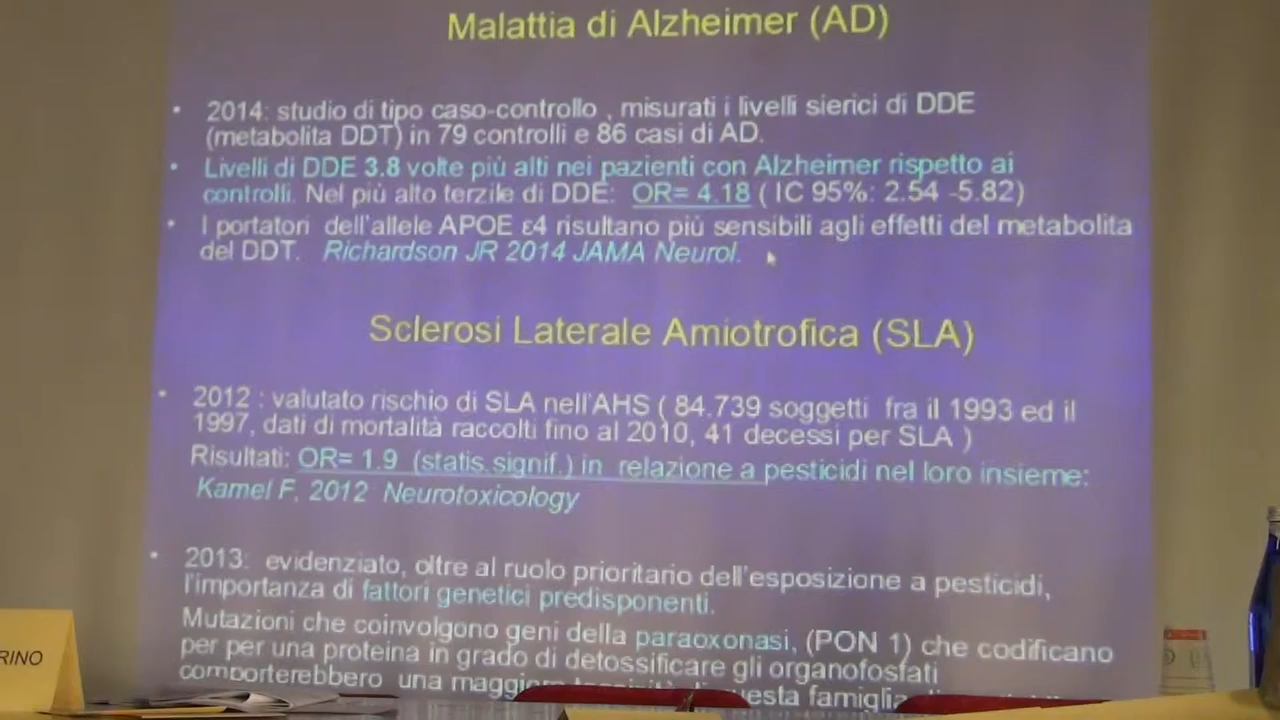 Malattia di Alzheimer (AD)
• 2014: studio di tipo caso-controllo , misurati i livelli sierici di DDE
(metabolita DDT) in 79 controlli e 86 casi di AD.
• Livelli di DDE 3.8 volte più alti nei pazienti con Alzheimer rispetto ai
controlli. Nel più alto terzile di DDE: OR= 4.18 ( IC 95%: 2.54 -5.82)
• I portatori dell'allele APOE ε4 risultano più sensibili agli effetti del metabolita
del DDT. Richardson JR 2014 JAMA Neurol.
Sclerosi Laterale Amiotrofica (SLA)
• 2012 : valutato rischio di SLA nell'AHS ( 84.739 soggetti fra il 1993 ed il
1997, dati di mortalità raccolti fino al 2010, 41 decessi per SLA )
Risultati: OR= 1.9 (statis.signif.) in relazione a pesticidi nel loro insieme:
Kamel F, 2012 Neurotoxicology
• 2013: evidenziato, oltre al ruolo prioritario dell'esposizione a pesticidi,
l'importanza di fattori genetici predisponenti.
Mutazioni che coinvolgono geni della paraoxonasi, (PON 1) che codificano
per per una proteina in grado di detossificare gli organofosfati
comporterebbero una famiglia
RINO